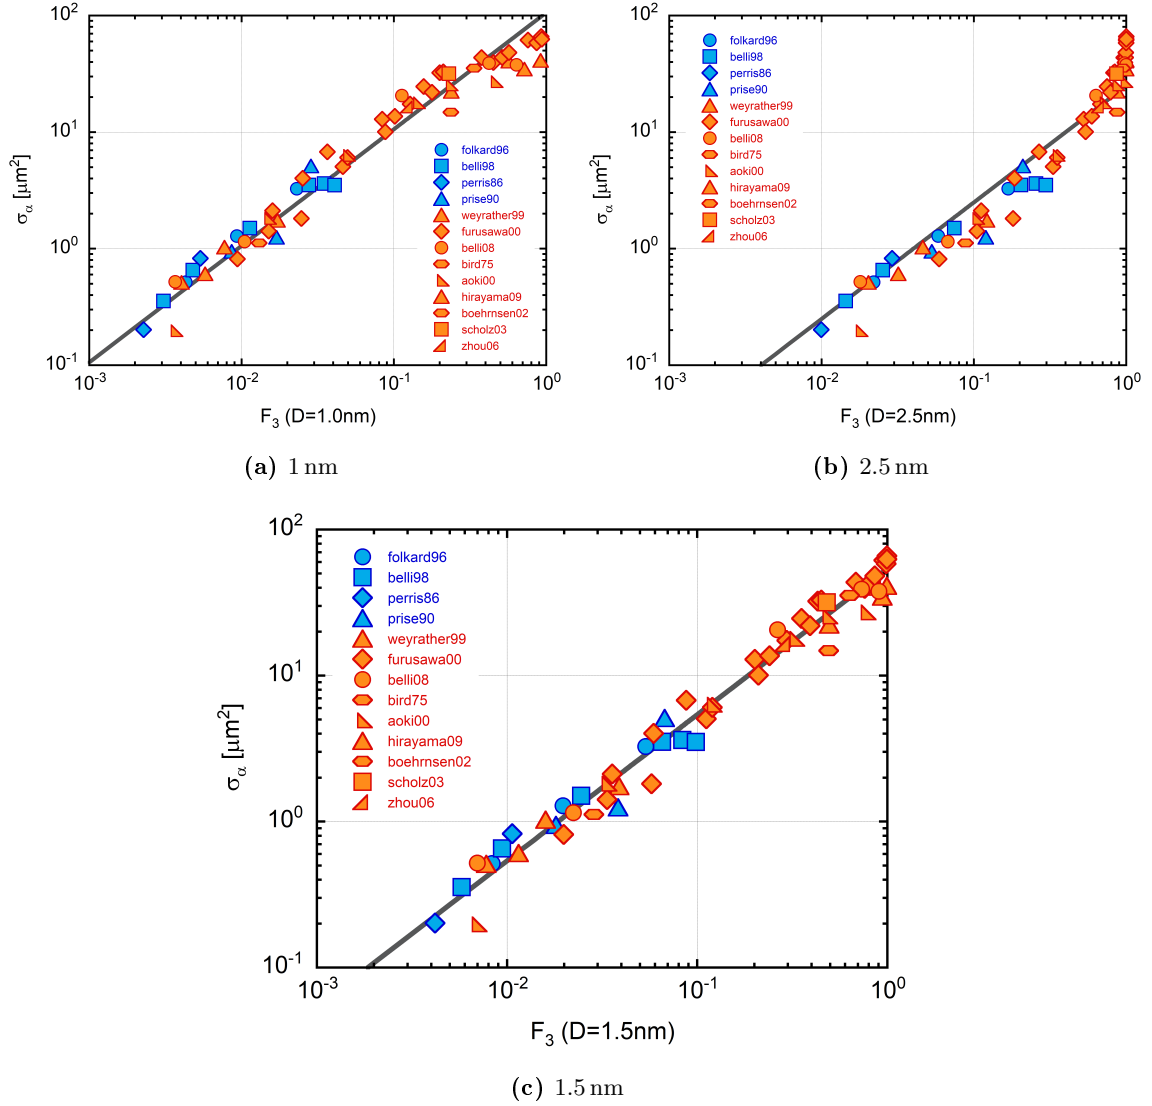 10²
10¹
10⁰
10⁻¹
σα [μm²]
folkard96
belli98
perris86
prise90
weyrather99
furusawa00
belli08
bird75
aoki00
hirayama09
boehrnsen02
scholz03
zhou06
10⁻³
10⁻²
10⁻¹
10⁰
F₃ (D=1.0nm)
(a) 1 nm
10²
10¹
10⁰
10⁻¹
σα [μm²]
folkard96
belli98
perris86
prise90
weyrather99
furusawa00
belli08
bird75
aoki00
hirayama09
boehrnsen02
scholz03
zhou06
10⁻³
10⁻²
10⁻¹
10⁰
F₃ (D=2.5nm)
(b) 2.5 nm
10²
10¹
10⁰
10⁻¹
σα [μm²]
folkard96
belli98
perris86
prise90
weyrather99
furusawa00
belli08
bird75
aoki00
hirayama09
boehrnsen02
scholz03
zhou06
10⁻³
10⁻²
10⁻¹
10⁰
F₃ (D=1.5nm)
(c) 1.5 nm